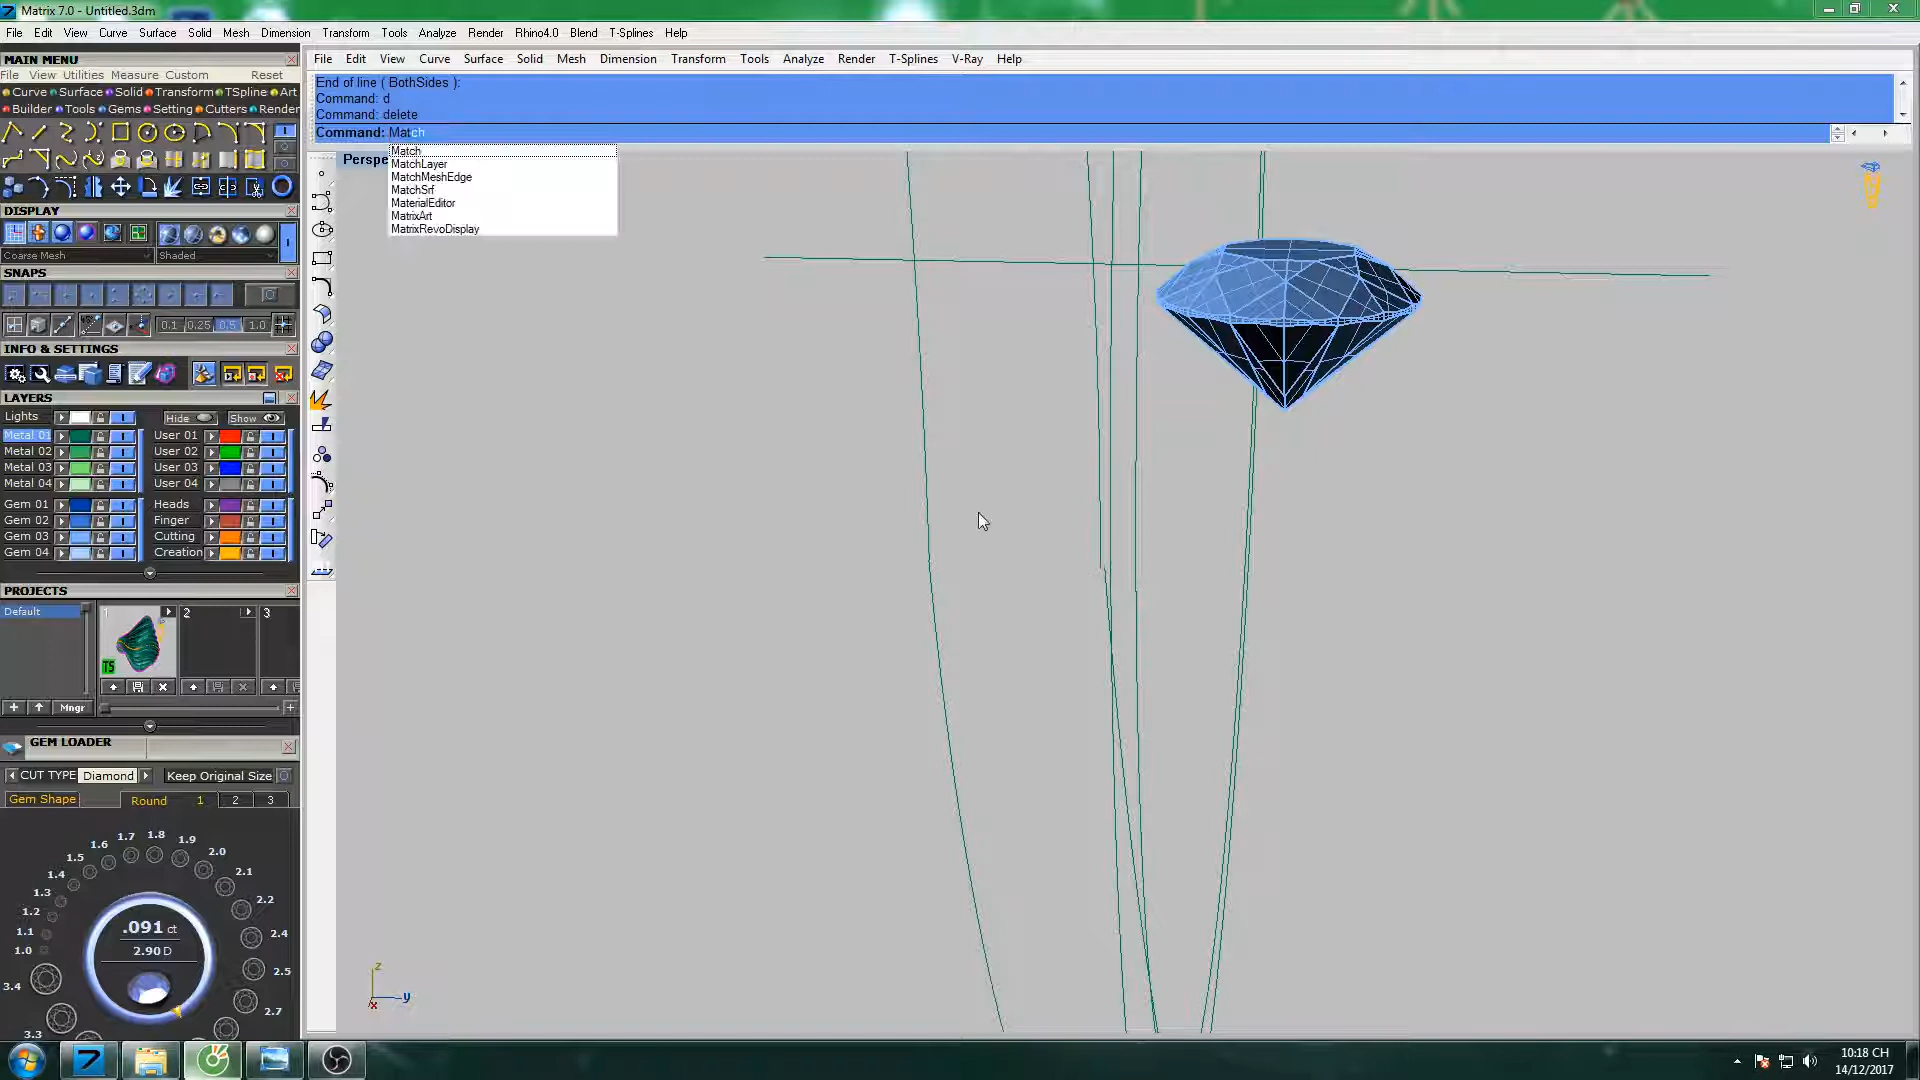 Matrix 7.0 - Untitled.3dm
File Edit View Curve Surface Solid Mesh Dimension Transform Tools Analyze Render Rhino4.0 Blend T-Splines Help
MAIN MENU
File View Utilities Measure Custom Reset
Curve Surface Solid Transform TSpline Art
Builder Tools Gems Setting Cutters Render
DISPLAY
Coarse Mesh Shaded
SNAPS
0.1 0.25 0.5 1.0
INFO & SETTINGS
LAYERS
Lights Hide Show
Metal 01 User 01
Metal 02 User 02
Metal 03 User 03
Metal 04 User 04
Gem 01 Heads
Gem 02 Finger
Gem 03 Cutting
Gem 04 Creation
PROJECTS
Default 1 2 3
TS
Mngr
GEM LOADER
CUT TYPE Diamond Keep Original Size
Gem Shape Round 1 2 3
1.7 1.8 1.9
1.6 2.0
1.5 2.1
1.4
1.3 2.2
1.2
1.1 2.4
1.0
2.5
3.4
2.7
3.3
.091 ct
2.90 D
File Edit View Curve Surface Solid Mesh Dimension Transform Tools Analyze Render T-Splines V-Ray Help
End of line ( BothSides ):
Command: d
Command: delete
Command: Match
Perspe
Match
MatchLayer
MatchMeshEdge
MatchSrf
MaterialEditor
MatrixArt
MatrixRevoDisplay
z
y
x
10:18 CH
14/12/2017